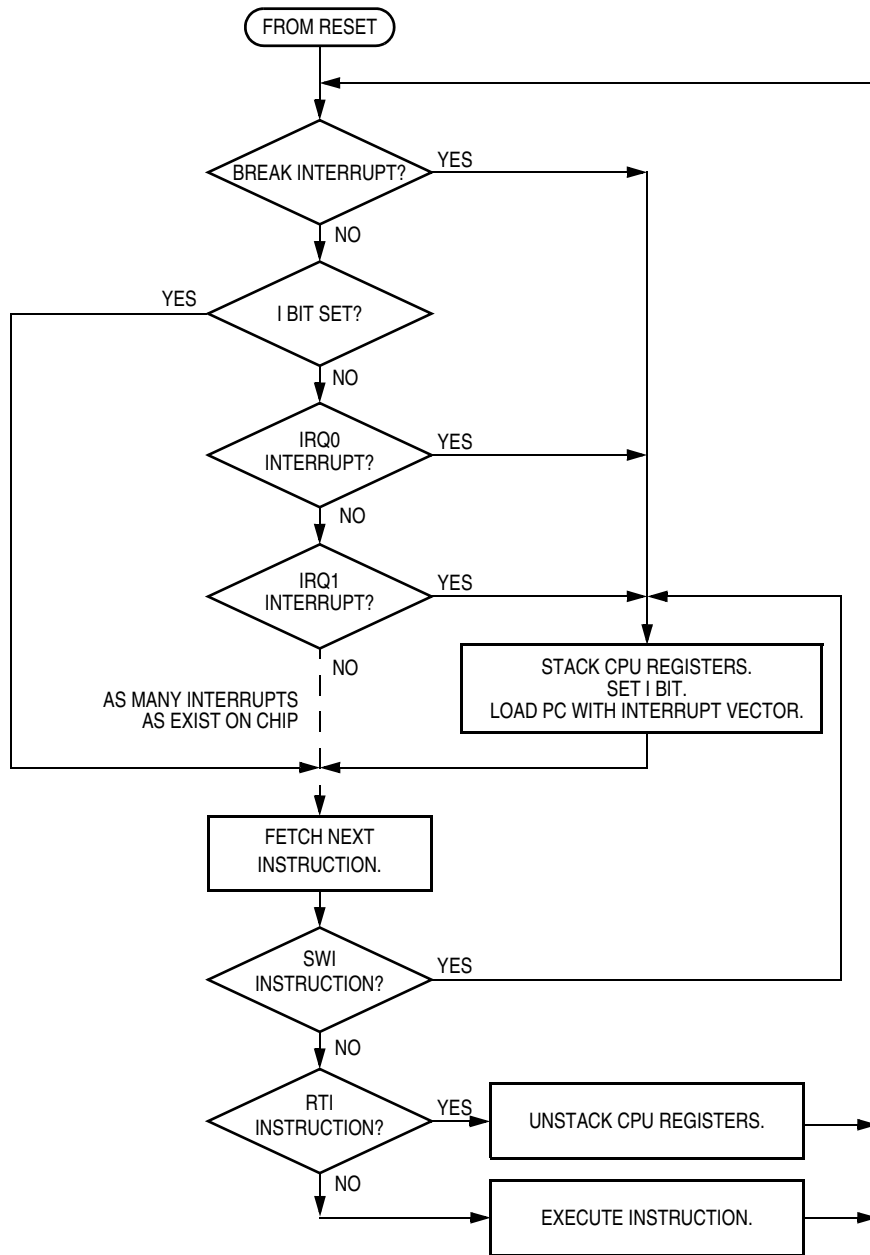 FROM RESET
BREAK INTERRUPT?
YES
NO
YES
I BIT SET?
NO
IRQ0
INTERRUPT?
YES
NO
IRQ1
INTERRUPT?
YES
NO
STACK CPU REGISTERS.
SET I BIT.
LOAD PC WITH INTERRUPT VECTOR.
AS MANY INTERRUPTS
AS EXIST ON CHIP
FETCH NEXT
INSTRUCTION.
SWI
INSTRUCTION?
YES
NO
RTI
INSTRUCTION?
YES
UNSTACK CPU REGISTERS.
NO
EXECUTE INSTRUCTION.